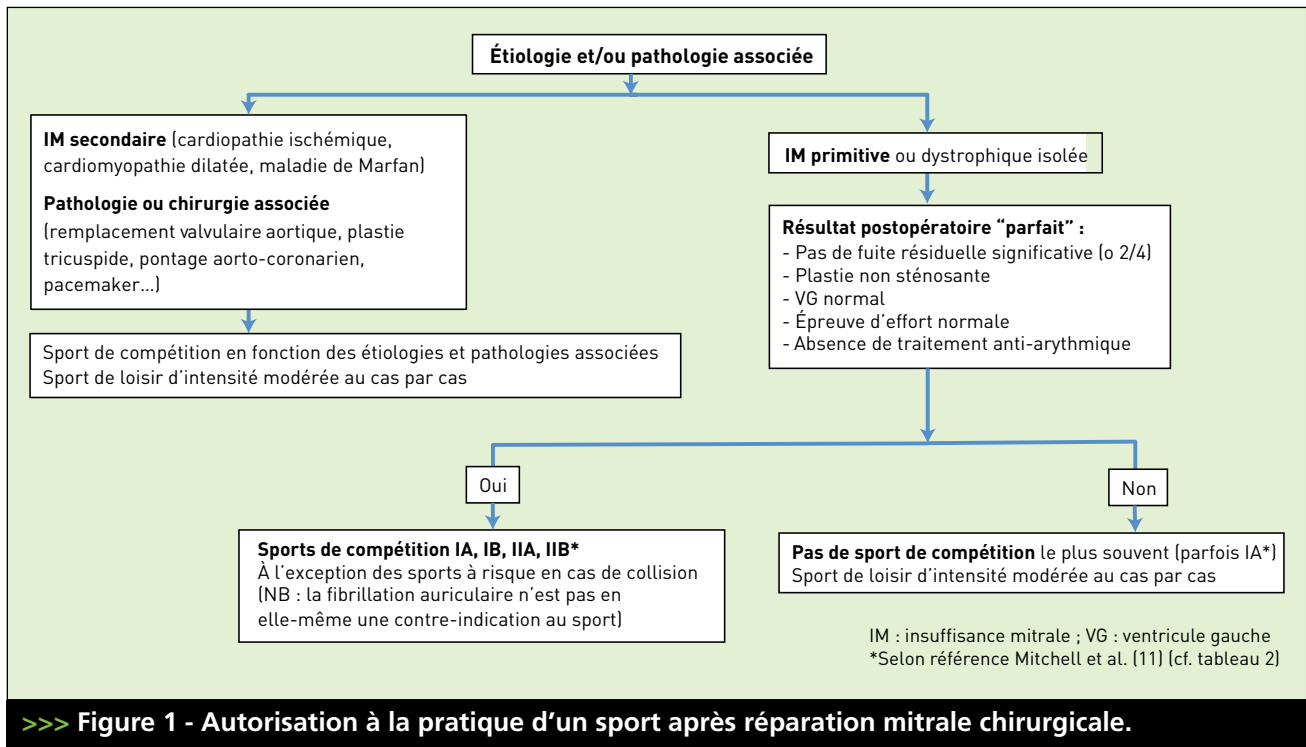 Étiologie et/ou pathologie associée
IM secondaire (cardiopathie ischémique,
cardiomyopathie dilatée, maladie de Marfan)
Pathologie ou chirurgie associée
(remplacement valvulaire aortique, plastie
tricuspide, pontage aorto-coronarien,
pacemaker...)
Sport de compétition en fonction des étiologies et pathologies associées
Sport de loisir d'intensité modérée au cas par cas
IM primitive ou dystrophique isolée
Résultat postopératoire “parfait” :
- Pas de fuite résiduelle significative (o 2/4)
- Plastie non sténosante
- VG normal
- Épreuve d'effort normale
- Absence de traitement anti-arythmique
Oui
Non
Sports de compétition IA, IB, IIA, IIB*
À l'exception des sports à risque en cas de collision
(NB : la fibrillation auriculaire n'est pas en
elle-même une contre-indication au sport)
Pas de sport de compétition le plus souvent (parfois IA*)
Sport de loisir d'intensité modérée au cas par cas
IM : insuffisance mitrale ; VG : ventricule gauche
*Selon référence Mitchell et al. (11) (cf. tableau 2)
>>> Figure 1 - Autorisation à la pratique d'un sport après réparation mitrale chirurgicale.